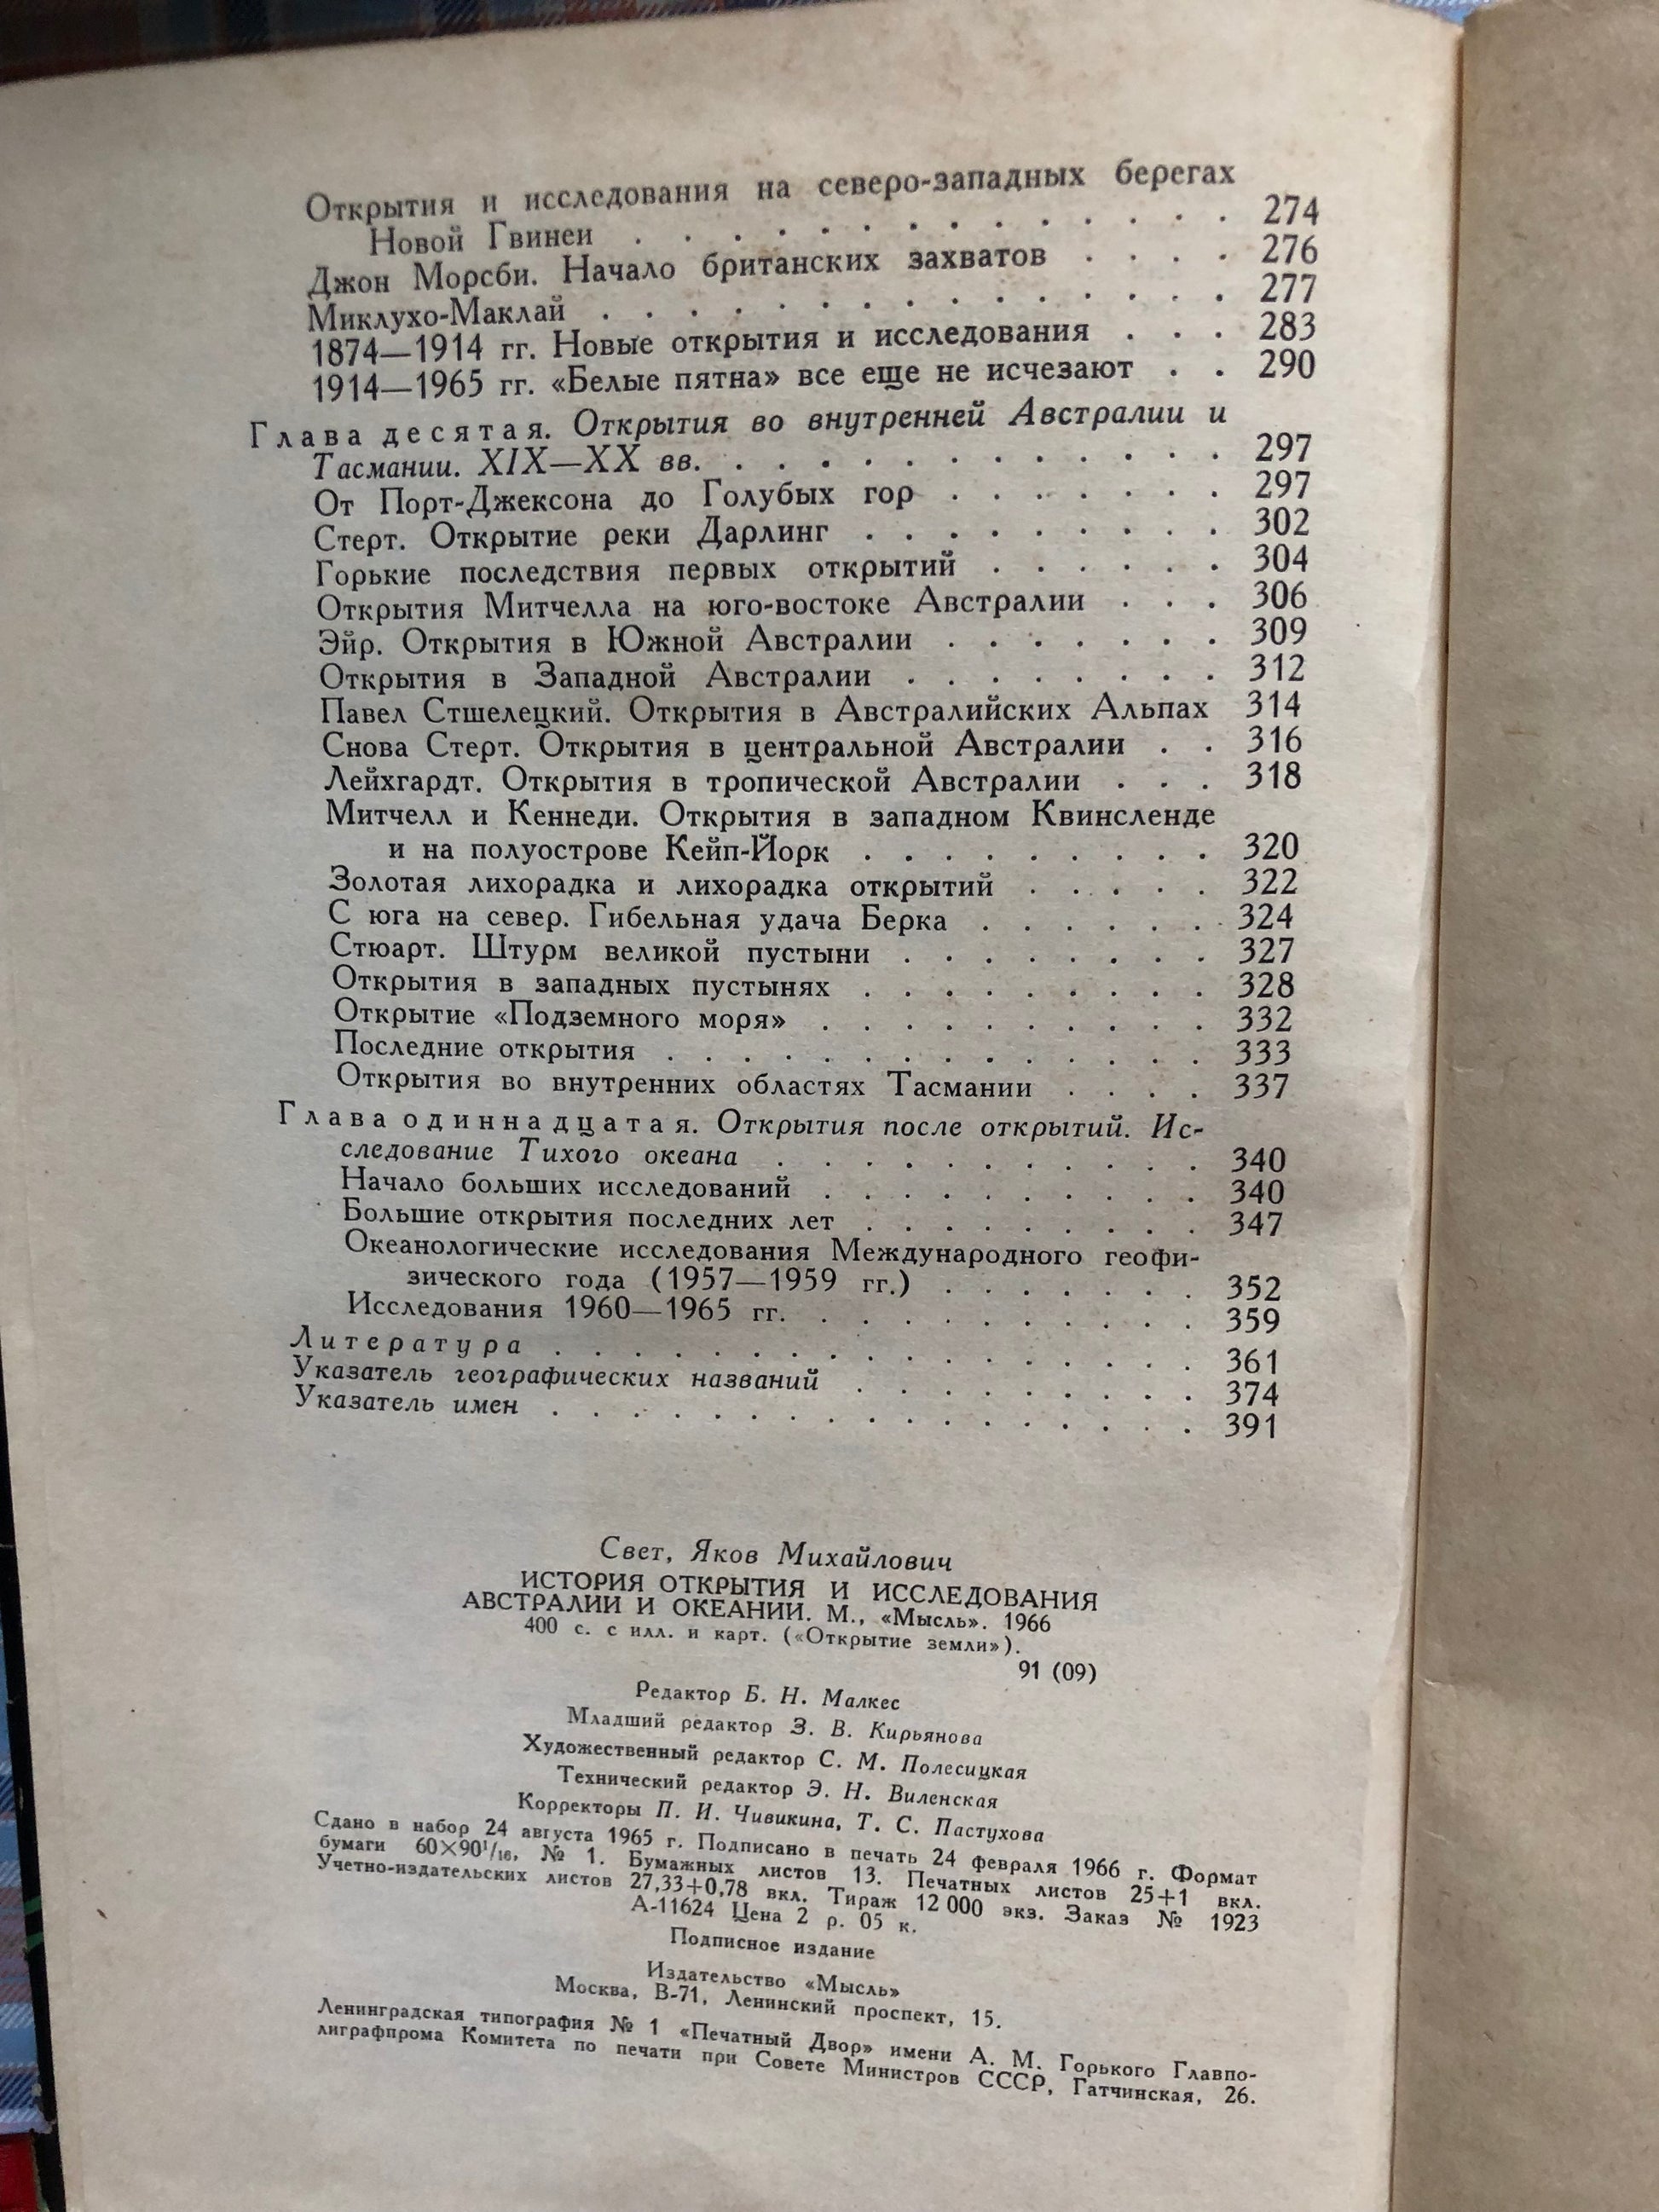 Открытия и исследования на северо-западных берегах
Новой Гвинеи . . . . . . . . . . . . . . 274
Джон Морсби. Начало британских захватов . . . . 276
Миклухо-Маклай . . . . . . . . . . . . . . 277
1874—1914 гг. Новые открытия и исследования . . . 283
1914—1965 гг. «Белые пятна» все еще не исчезают . . 290
Глава десятая. Открытия во внутренней Австралии и
Тасмании. XIX—XX вв. . . . . . . . . . . . . 297
От Порт-Джексона до Голубых гор . . . . . . . 297
Стерт. Открытие реки Дарлинг . . . . . . . . . 302
Горькие последствия первых открытий . . . . . . 304
Открытия Митчелла на юго-востоке Австралии . . . 306
Эйр. Открытия в Южной Австралии . . . . . . . 309
Открытия в Западной Австралии . . . . . . . . 312
Павел Стшелецкий. Открытия в Австралийских Альпах 314
Снова Стерт. Открытия в центральной Австралии . . 316
Лейхгардт. Открытия в тропической Австралии . . . 318
Митчелл и Кеннеди. Открытия в западном Квинсленде
и на полуострове Кейп-Йорк . . . . . . . . . 320
Золотая лихорадка и лихорадка открытий . . . . . 322
С юга на север. Гибельная удача Берка . . . . . . 324
Стюарт. Штурм великой пустыни . . . . . . . . 327
Открытия в западных пустынях . . . . . . . . . 328
Открытие «Подземного моря» . . . . . . . . . . 332
Последние открытия . . . . . . . . . . . . . 333
Открытия во внутренних областях Тасмании . . . . 337
Глава одиннадцатая. Открытия после открытий. Ис-
следование Тихого океана . . . . . . . . . . 340
Начало больших исследований . . . . . . . . . 340
Большие открытия последних лет . . . . . . . . 347
Океанологические исследования Международного геофи-
зического года (1957—1959 гг.) . . . . . . . 352
Исследования 1960—1965 гг. . . . . . . . . . . 359
Литература . . . . . . . . . . . . . . . . 361
Указатель географических названий . . . . . . . . 374
Указатель имен . . . . . . . . . . . . . . . 391
Свет, Яков Михайлович
ИСТОРИЯ ОТКРЫТИЯ И ИССЛЕДОВАНИЯ
АВСТРАЛИИ И ОКЕАНИИ. М., «Мысль». 1966
400 с. с илл. и карт. («Открытие земли»).
91 (09)
Редактор Б. Н. Малкес
Младший редактор З. В. Кирьянова
Художественный редактор С. М. Полесицкая
Технический редактор Э. Н. Виленская
Корректоры П. И. Чивикина, Т. С. Пастухова
Сдано в набор 24 августа 1965 г. Подписано в печать 24 февраля 1966 г. Формат
бумаги 60×90¹/₁₆, № 1. Бумажных листов 13. Печатных листов 25+1 вкл.
Учетно-издательских листов 27,33+0,78 вкл. Тираж 12 000 экз. Заказ № 1923
А-11624 Цена 2 р. 05 к.
Подписное издание
Издательство «Мысль»
Москва, В-71, Ленинский проспект, 15.
Ленинградская типография № 1 «Печатный Двор» имени А. М. Горького Главпо-
лиграфпрома Комитета по печати при Совете Министров СССР, Гатчинская, 26.